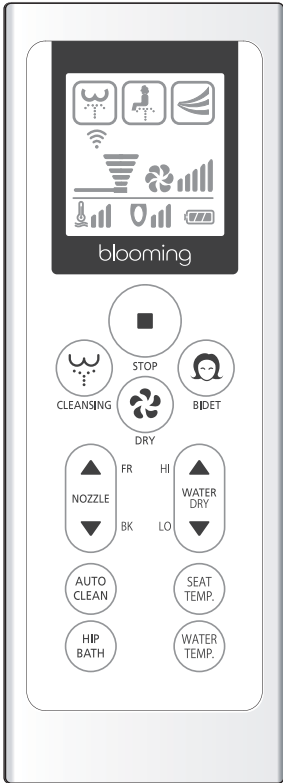 blooming
STOP
CLEANSING
BIDET
DRY
FR
HI
NOZZLE
WATER
DRY
BK
LO
AUTO
CLEAN
SEAT
TEMP.
HIP
BATH
WATER
TEMP.